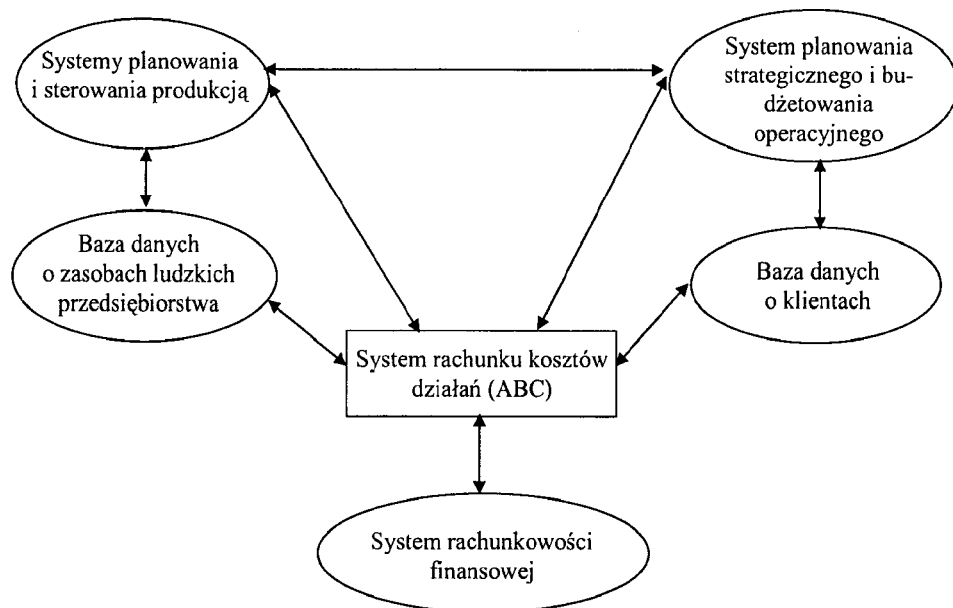 Systemy planowania
i sterowania produkcją
System planowania
strategicznego i bu-
dżetowania
operacyjnego
Baza danych
o zasobach ludzkich
przedsiębiorstwa
Baza danych
o klientach
System rachunku kosztów
działań (ABC)
System rachunkowości
finansowej